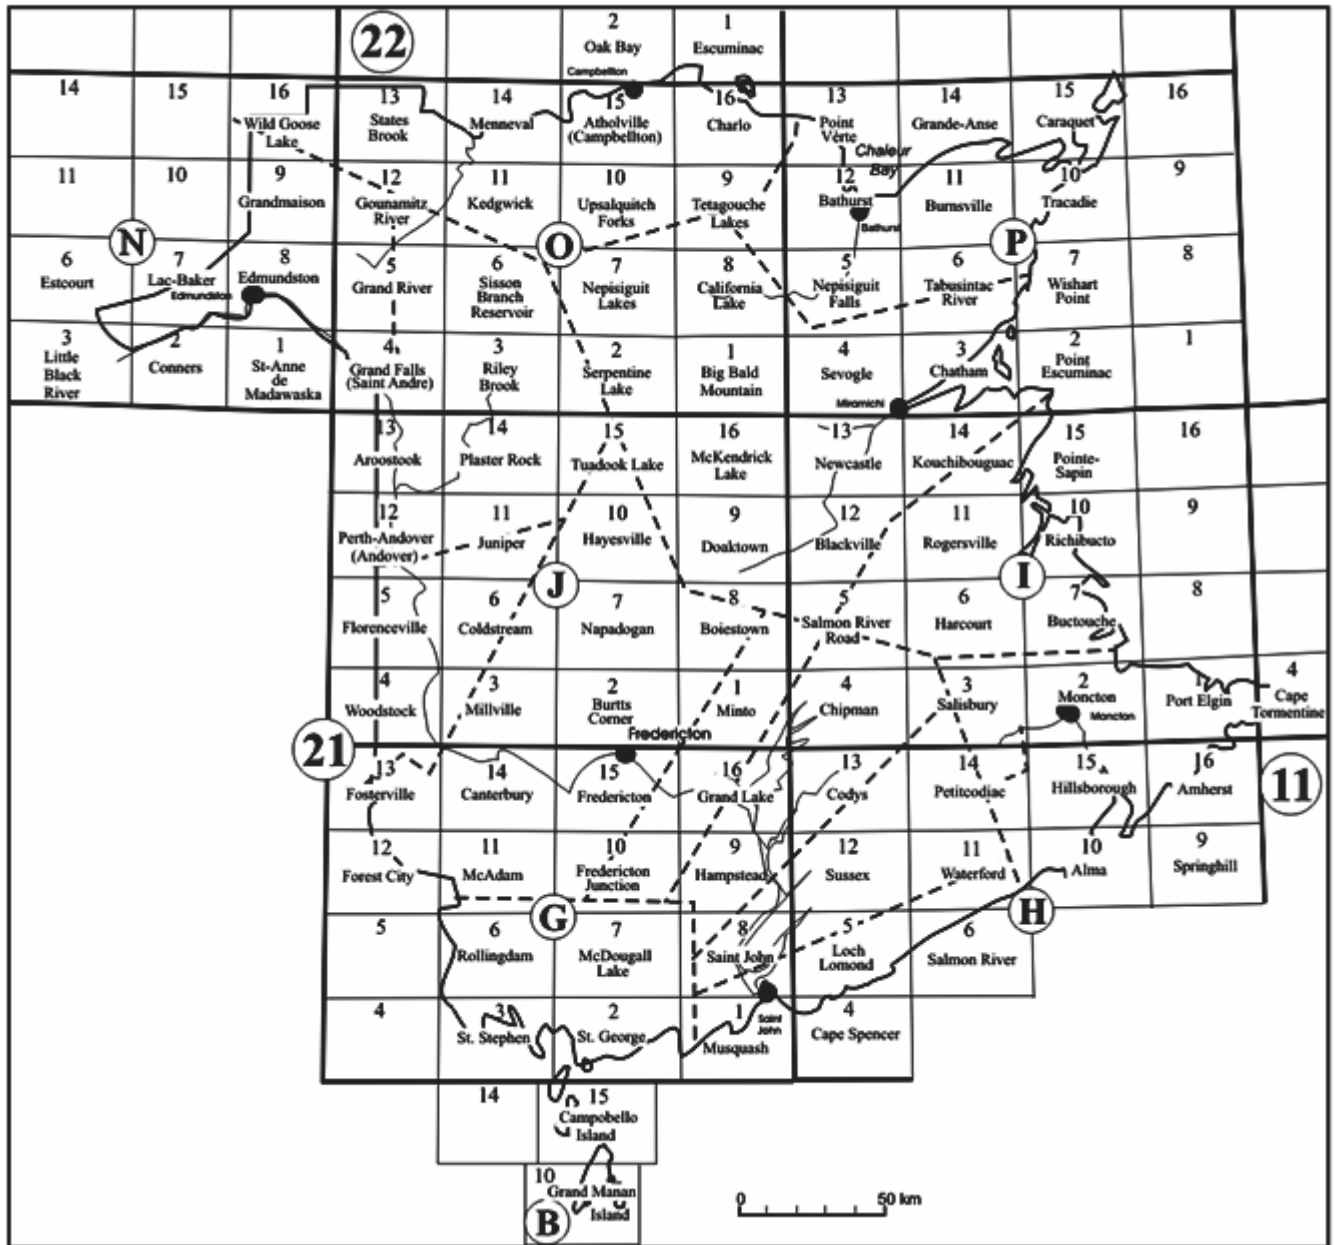 22
2
Oak Bay
1
Escuminac
Campbellton
14
15
16
Wild Goose
Lake
13
States
Brook
14
Menneval
15
Atholville
(Campbellton)
16
Charlo
13
Point
Verte
14
Grande-Anse
15
Caraquet
16
Chaleur
Bay
11
10
9
Grandmaison
12
Gounamitz
River
11
Kedgwick
10
Upsalquitch
Forks
9
Tetagouche
Lakes
12
Bathurst
Bathurst
11
Burnsville
10
Tracadie
9
N
O
P
6
Estcourt
7
Lac-Baker
Edmundston
8
Edmundston
5
Grand River
6
Sisson
Branch
Reservoir
7
Nepisiguit
Lakes
8
California
Lake
5
Nepisiguit
Falls
6
Tabusintac
River
7
Wishart
Point
8
3
Little
Black
River
2
Conners
1
St-Anne
de
Madawaska
4
Grand Falls
(Saint Andre)
3
Riley
Brook
2
Serpentine
Lake
1
Big Bald
Mountain
4
Sevogle
3
Chatham
2
Point
Escuminac
1
Miramichi
13
Aroostook
14
Plaster Rock
15
Tuadook Lake
16
McKendrick
Lake
13
Newcastle
14
Kouchibouguac
15
Pointe-
Sapin
16
12
Perth-Andover
(Andover)
11
Juniper
10
Hayesville
9
Doaktown
12
Blackville
11
Rogersville
10
Richibucto
9
J
I
5
Florenceville
6
Coldstream
7
Napadogan
8
Boiestown
5
Salmon River
Road
6
Harcourt
7
Buctouche
8
4
Woodstock
3
Millville
2
Burtts
Corner
1
Minto
4
Chipman
3
Salisbury
2
Moncton
Moncton
1
Port Elgin
4
Cape
Tormentine
21
Fredericton
13
Fosterville
14
Canterbury
15
Fredericton
16
Grand Lake
13
Codys
14
Petitcodiac
15
Hillsborough
16
Amherst
11
12
Forest City
11
McAdam
10
Fredericton
Junction
9
Hampstead
12
Sussex
11
Waterford
10
Alma
9
Springhill
G
H
5
6
Rollingdam
7
McDougall
Lake
8
Saint John
5
Loch
Lomond
6
Salmon River
4
3
St. Stephen
2
St. George
1
Musquash
Saint
John
4
Cape Spencer
14
15
Campobello
Island
10
Grand Manan
Island
B
0 50 km